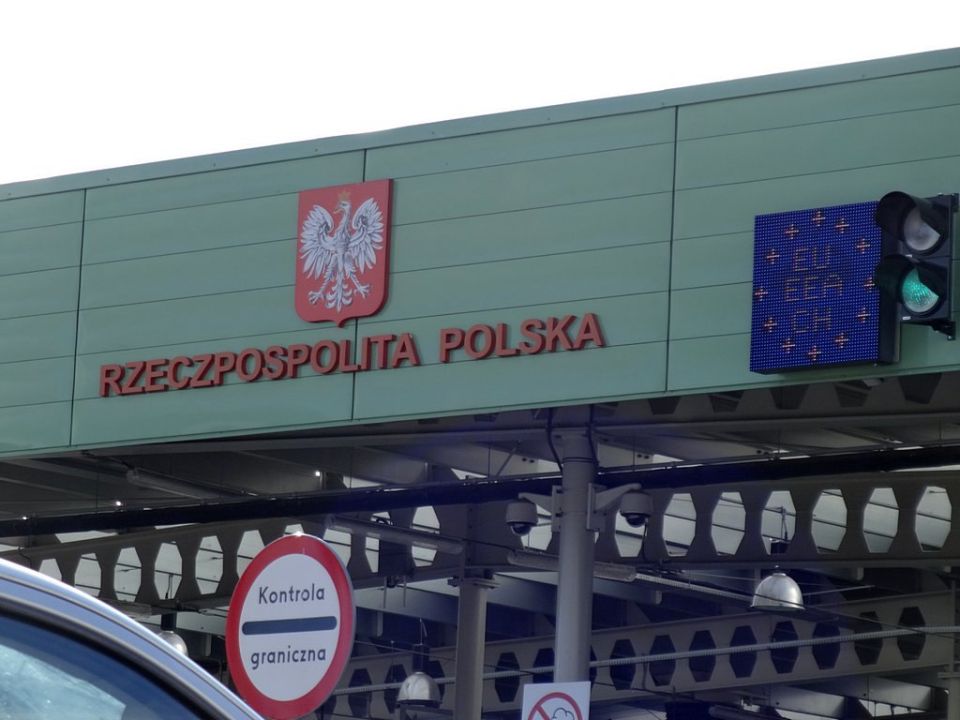 RZECZPOSPOLITA POLSKA
EU
EEA
CH
Kontrola
graniczna